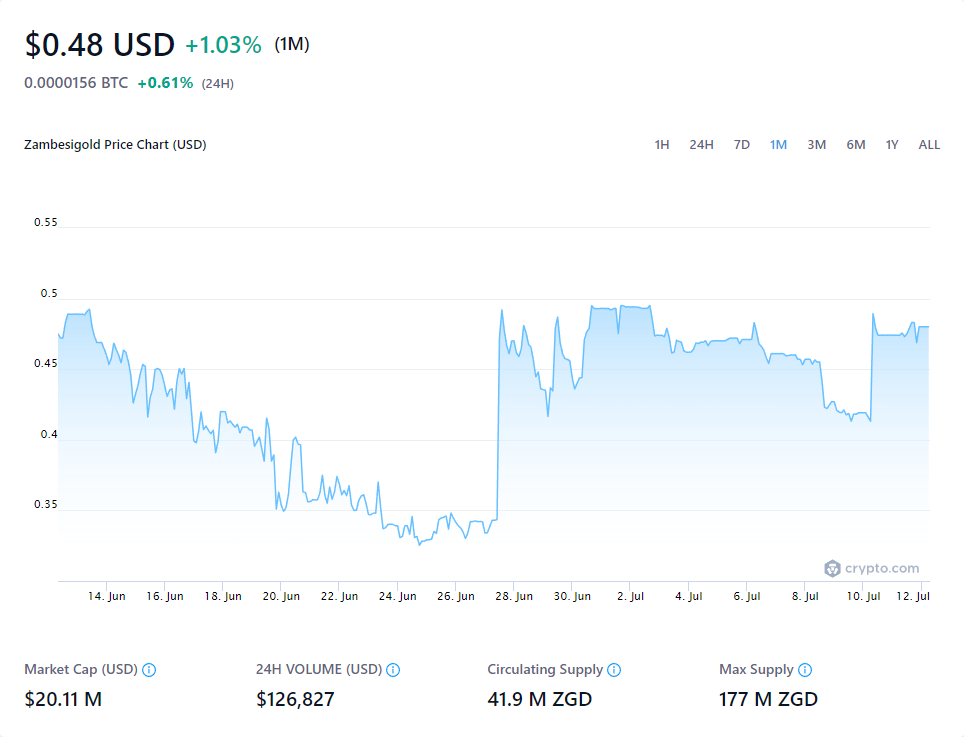 $0.48 USD +1.03% (1M)
0.0000156 BTC +0.61% (24H)
Zambesigold Price Chart (USD) 1H 24H 7D 1M 3M 6M 1Y ALL
0.55
0.5
0.45
0.4
0.35
crypto.com
14. Jun 16. Jun 18. Jun 20. Jun 22. Jun 24. Jun 26. Jun 28. Jun 30. Jun 2. Jul 4. Jul 6. Jul 8. Jul 10. Jul 12. Jul
Market Cap (USD) 24H VOLUME (USD) Circulating Supply Max Supply
$20.11 M $126,827 41.9 M ZGD 177 M ZGD